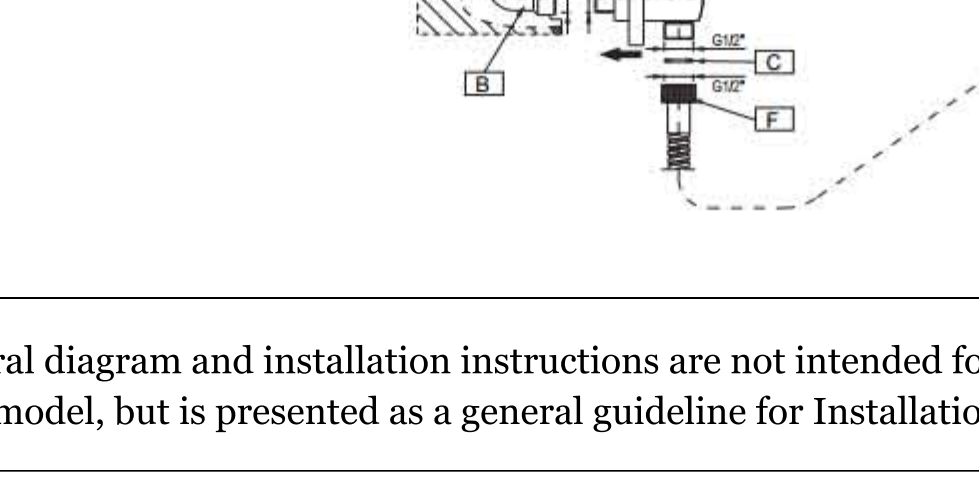 G1/2"
C
B
G1/2"
F
ral diagram and installation instructions are not intended fo
model, but is presented as a general guideline for Installatio